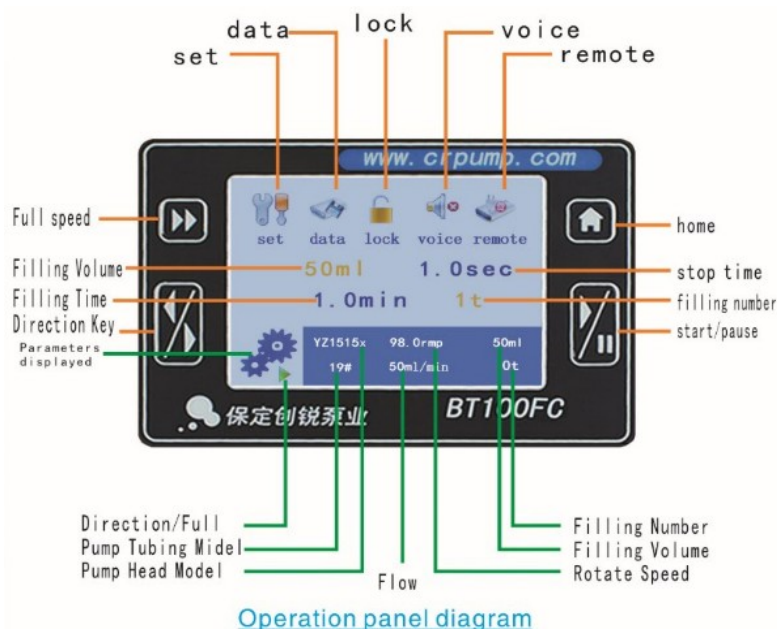 data
lock
voice
set
remote
www.crpump.com
set data lock voice remote
50ml 1.0sec
1.0min 1t
YZ1515x 98.0rmp 50ml
19# 50ml/min 0t
保定创锐泵业
BT100FC
Full speed
Filling Volume
Filling Time
Direction Key
Parameters
displayed
home
stop time
filling number
start/pause
Direction/Full
Pump Tubing Midel
Pump Head Model
Flow
Filling Number
Filling Volume
Rotate Speed
Operation panel diagram